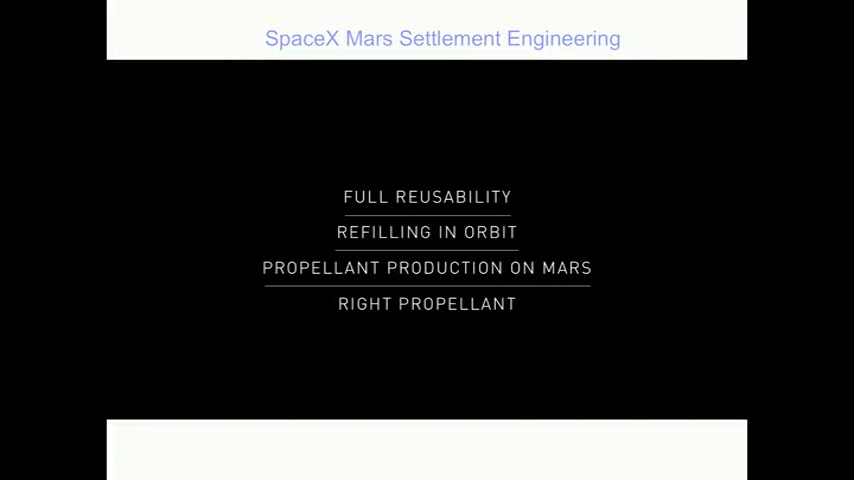 SpaceX Mars Settlement Engineering
FULL REUSABILITY
REFILLING IN ORBIT
PROPELLANT PRODUCTION ON MARS
RIGHT PROPELLANT